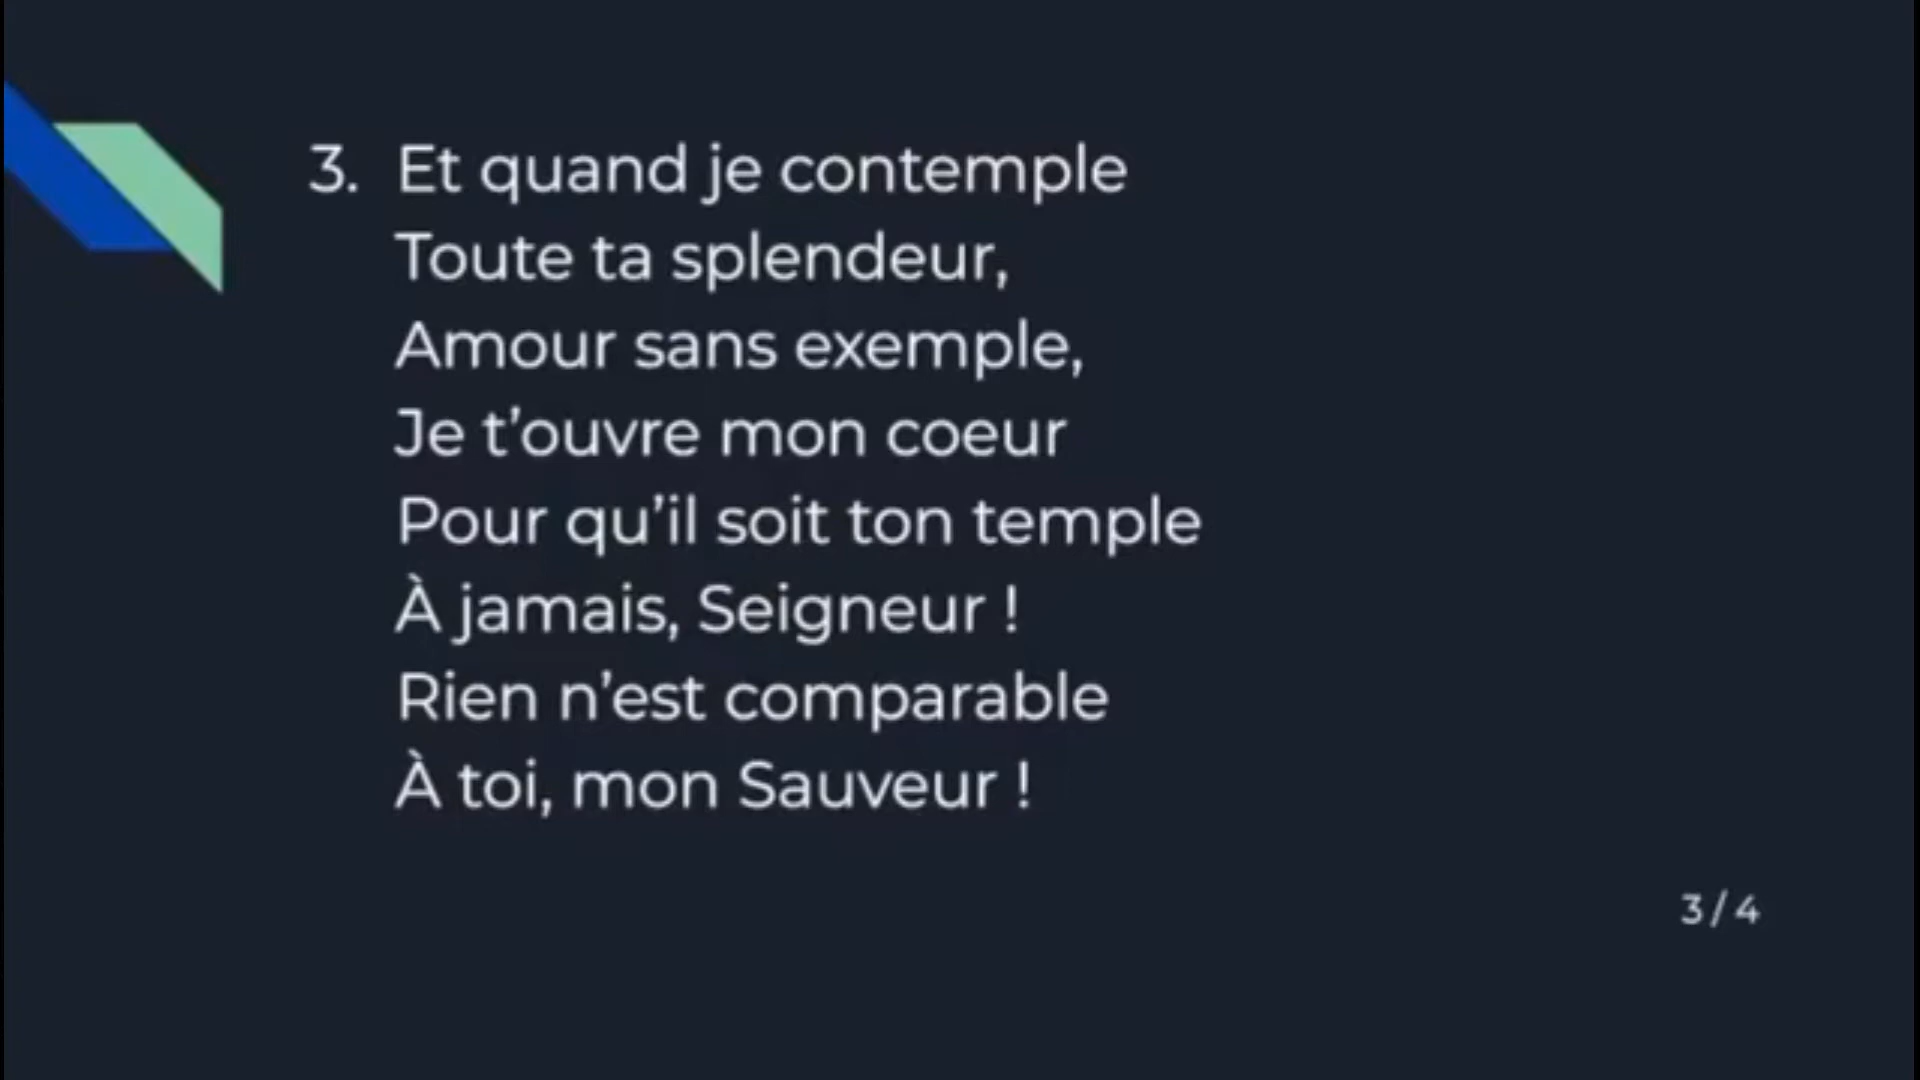 3. Et quand je contemple
Toute ta splendeur,
Amour sans exemple,
Je t’ouvre mon coeur
Pour qu’il soit ton temple
À jamais, Seigneur !
Rien n’est comparable
À toi, mon Sauveur !
3 / 4